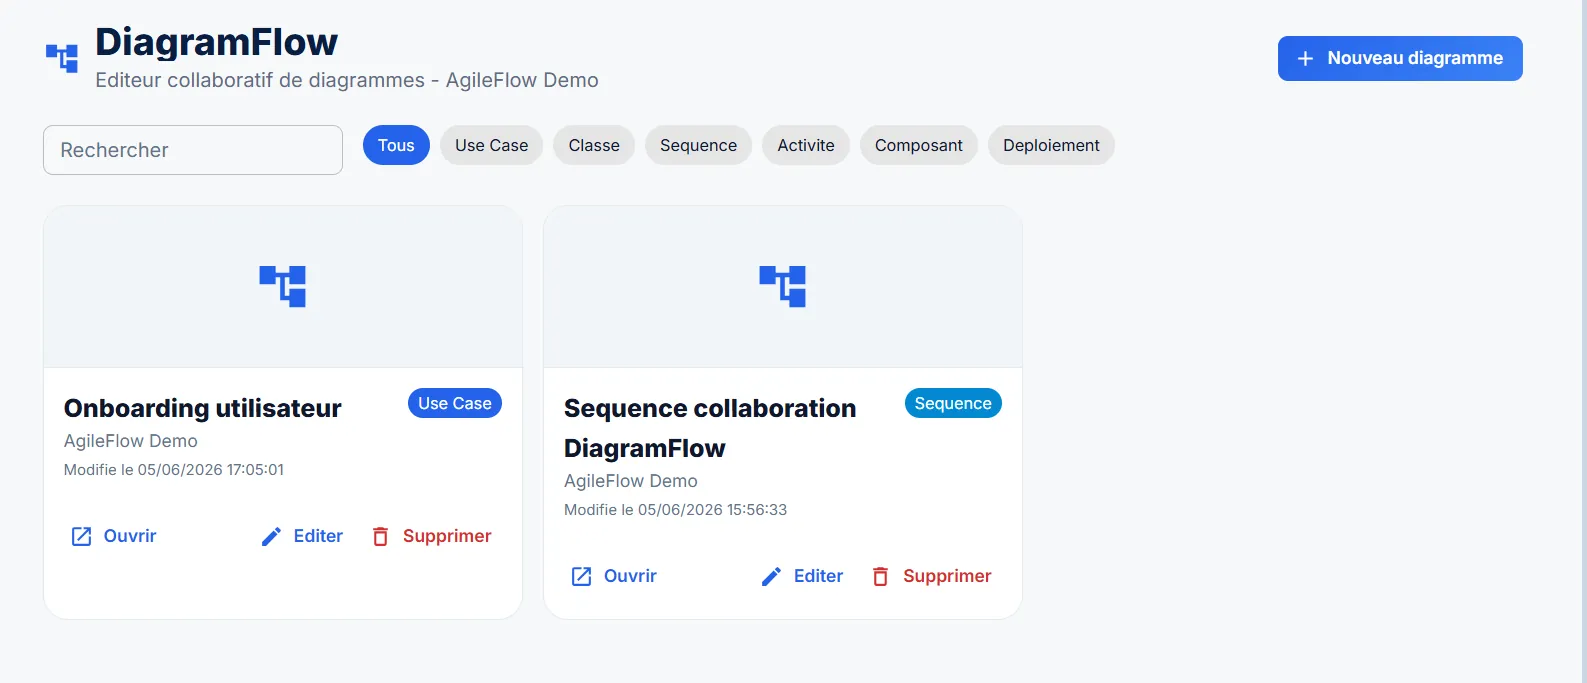 DiagramFlow
Editeur collaboratif de diagrammes - AgileFlow Demo
Nouveau diagramme
Rechercher
Tous
Use Case
Classe
Sequence
Activite
Composant
Deploiement
Onboarding utilisateur
Use Case
AgileFlow Demo
Modifie le 05/06/2026 17:05:01
Ouvrir
Editer
Supprimer
Sequence collaboration
DiagramFlow
Sequence
AgileFlow Demo
Modifie le 05/06/2026 15:56:33
Ouvrir
Editer
Supprimer